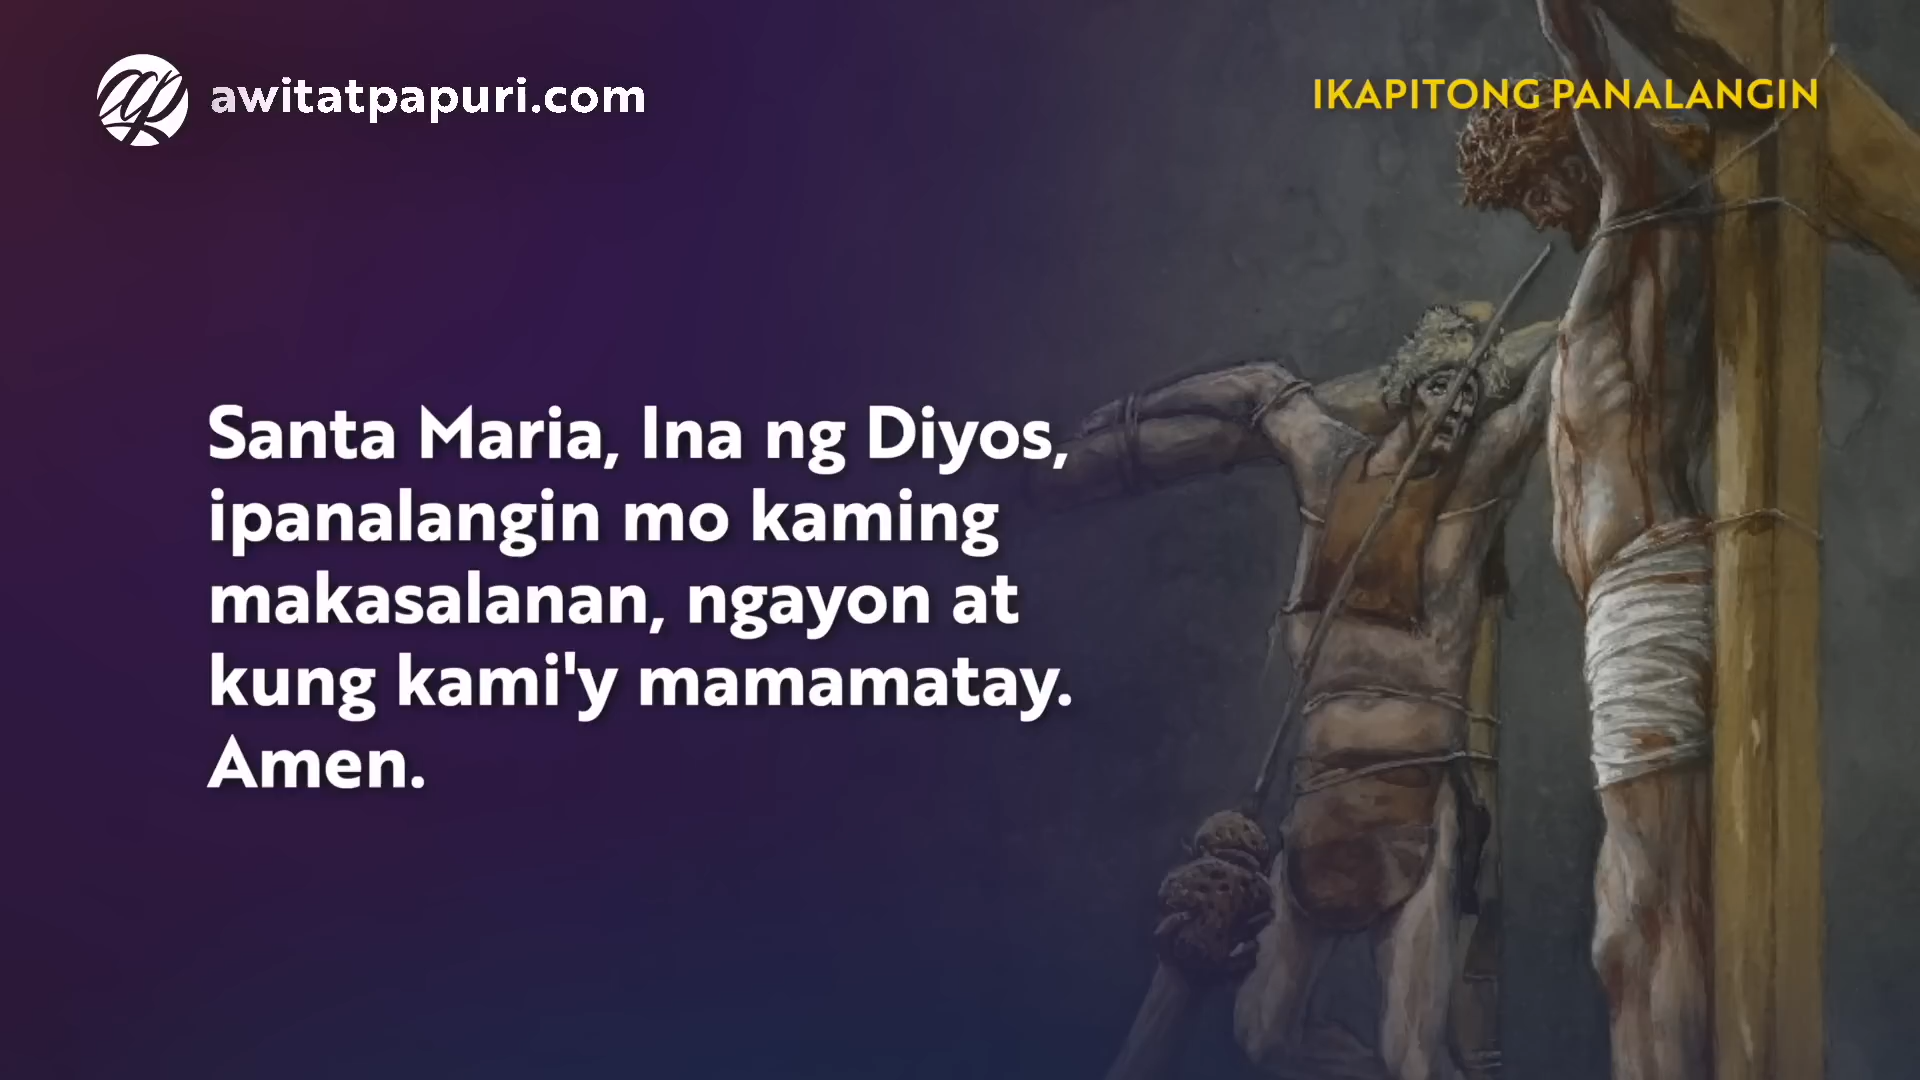 awitatpapuri.com
IKAPITONG PANALANGIN
Santa Maria, Ina ng Diyos,
ipanalangin mo kaming
makasalanan, ngayon at
kung kami'y mamamatay.
Amen.